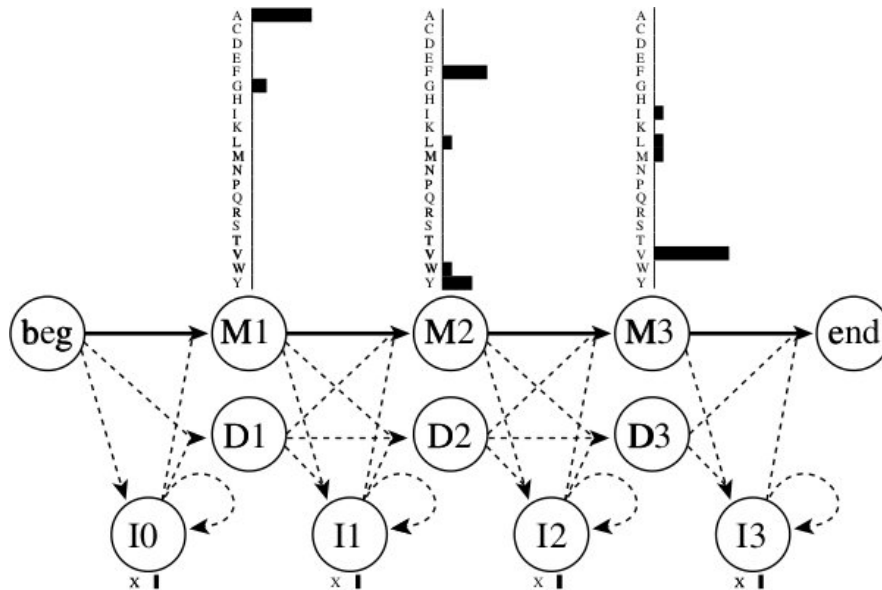 A A A
C C C
D D D
E E E
F F F
G G G
H H H
I I I
K K K
L L L
M M M
N N N
P P P
Q Q Q
R R R
S S S
T T T
V V V
W W W
Y Y Y
beg M1 M2 M3 end
D1 D2 D3
I0 I1 I2 I3
x x x x